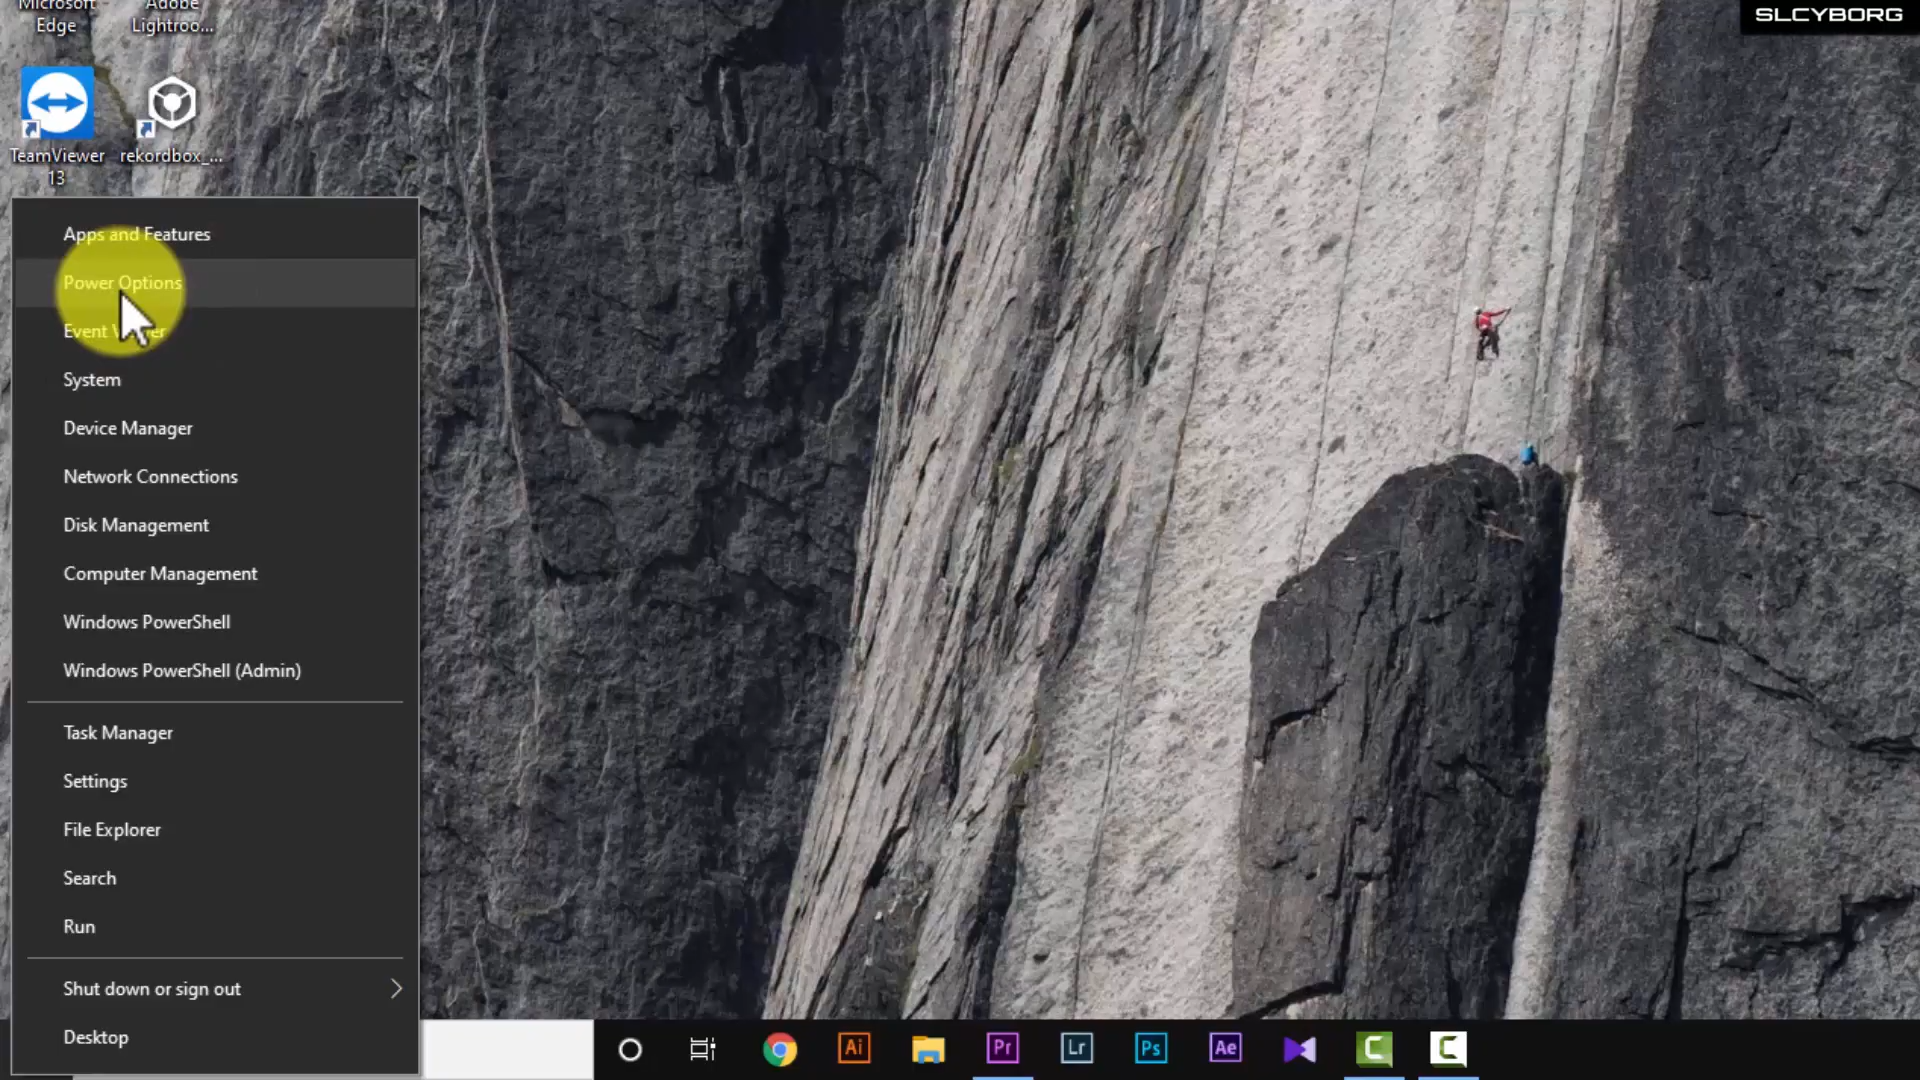 Microsoft
Edge
Adobe
Lightroo...
SLCYBORG
TeamViewer
13
rekordbox_...
Apps and Features
Power Options
Event Viewer
System
Device Manager
Network Connections
Disk Management
Computer Management
Windows PowerShell
Windows PowerShell (Admin)
Task Manager
Settings
File Explorer
Search
Run
Shut down or sign out
Desktop
Ai
Pr
Lr
Ps
Ae
C
C